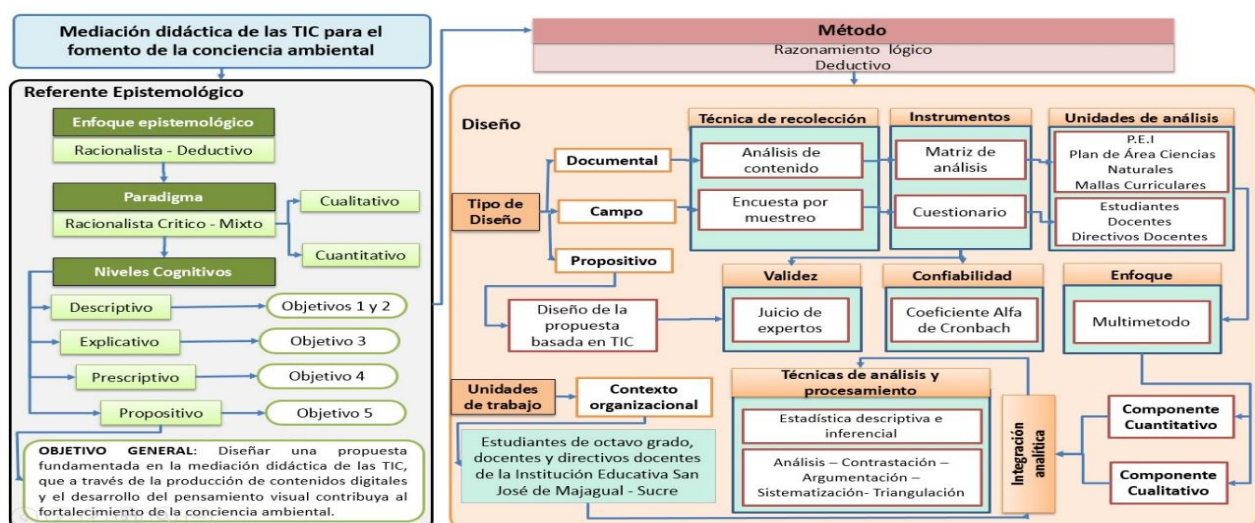 Mediación didáctica de las TIC para el
fomento de la conciencia ambiental
Referente Epistemológico
Enfoque epistemológico
Racionalista - Deductivo
Paradigma
Racionalista Critico - Mixto
Cualitativo
Cuantitativo
Niveles Cognitivos
Descriptivo
Objetivos 1 y 2
Explicativo
Objetivo 3
Prescriptivo
Objetivo 4
Propositivo
Objetivo 5
OBJETIVO GENERAL: Diseñar una propuesta
fundamentada en la mediación didáctica de las TIC,
que a través de la producción de contenidos digitales
y el desarrollo del pensamiento visual contribuya al
fortalecimiento de la conciencia ambiental.
Método
Razonamiento lógico
Deductivo
Diseño
Tipo de
Diseño
Documental
Campo
Propositivo
Técnica de recolección
Análisis de
contenido
Encuesta por
muestreo
Instrumentos
Matriz de
análisis
Cuestionario
Unidades de análisis
P.E.I
Plan de Área Ciencias
Naturales
Mallas Curriculares
Estudiantes
Docentes
Directivos Docentes
Diseño de la
propuesta
basada en TIC
Validez
Juicio de
expertos
Confiabilidad
Coeficiente Alfa
de Cronbach
Enfoque
Multimetodo
Unidades
de trabajo
Contexto
organizacional
Estudiantes de octavo grado,
docentes y directivos docentes
de la Institución Educativa San
José de Majagual - Sucre
Técnicas de análisis y
procesamiento
Estadística descriptiva e
inferencial
Análisis – Contrastación –
Argumentación –
Sistematización- Triangulación
Integración
analítica
Componente
Cuantitativo
Componente
Cualitativo